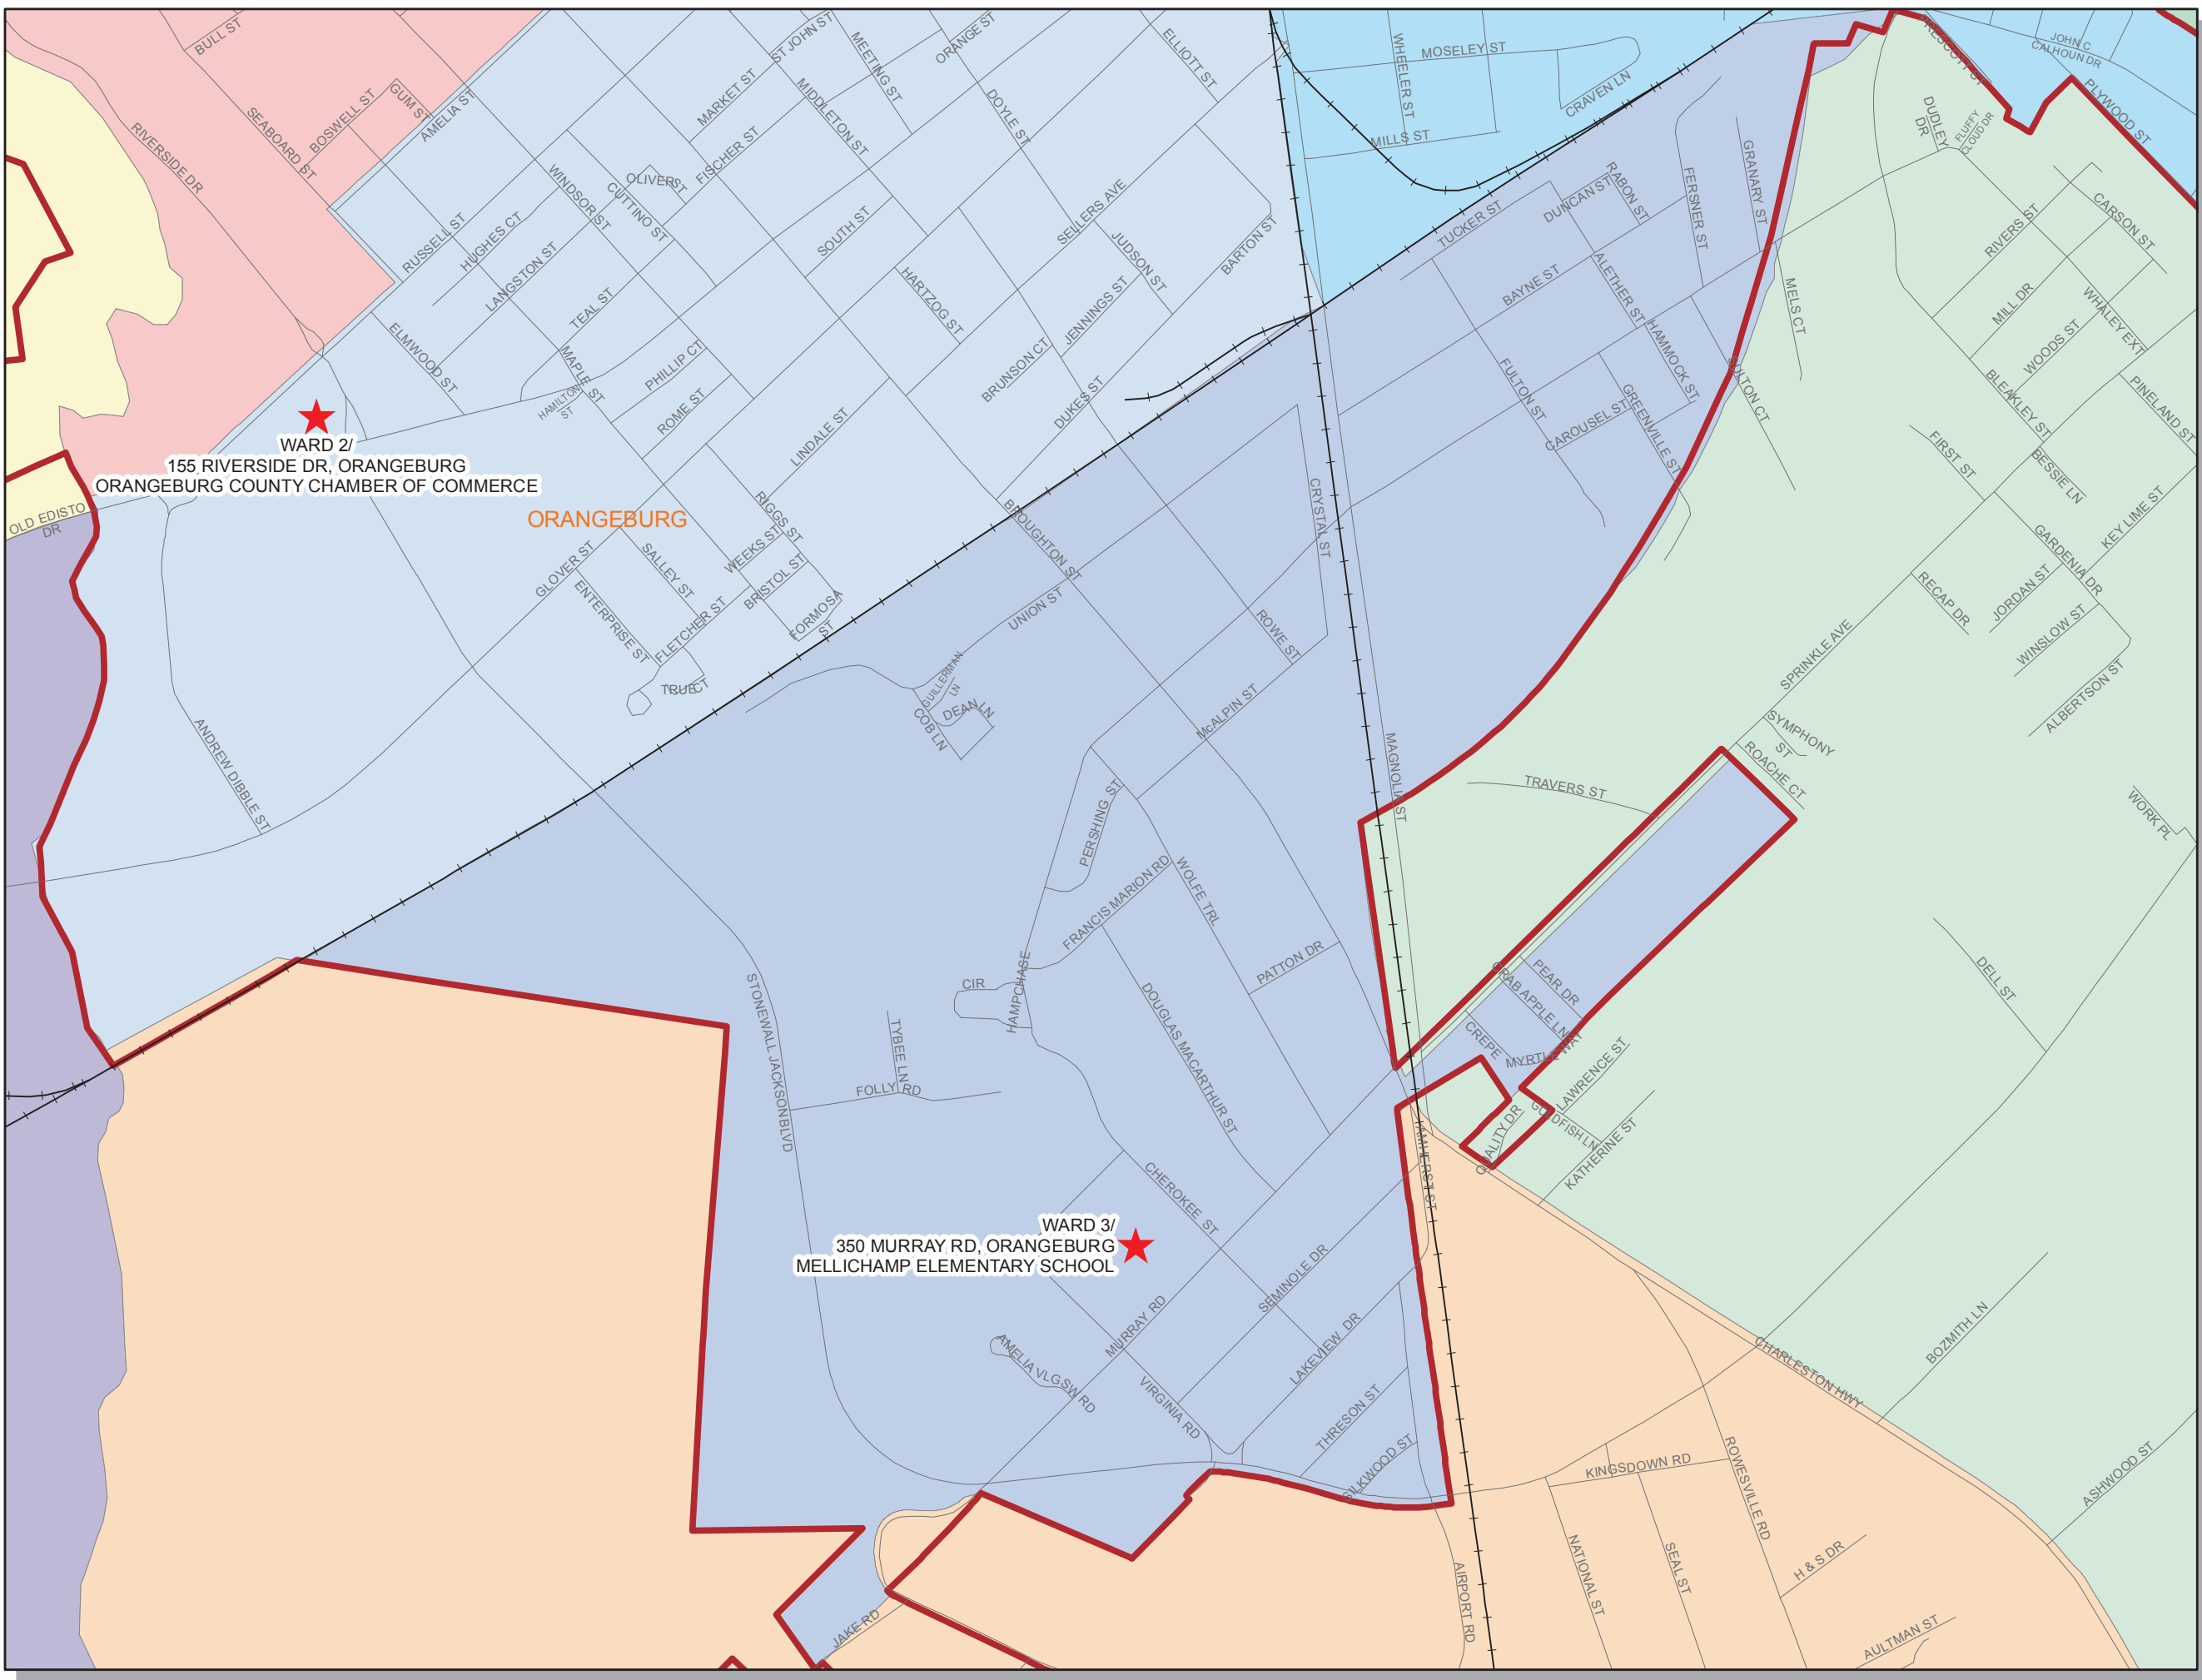 BULL ST
SEABOARD ST
BOSWELL ST
GUM ST
AMELIA ST
RIVERSIDE DR
ST JOHN ST
MARKET ST
MEETING ST
MIDDLETON ST
FISCHER ST
ORANGE ST
DOYLE ST
ELLIOTT ST
WHEELER ST
MOSELEY ST
CRAVEN LN
MILLS ST
PRESCOTT ST
JOHN C
CALHOUN DR
PLYWOOD ST
DUDLEY
DR
FLUFFY
CLOUD DR
OLIVER
ST
WINDSOR ST
CUTTINO ST
RUSSELL ST
HUGHES CT
LANGSTON ST
TEAL ST
SOUTH ST
SELLERS AVE
JUDSON ST
BARTON ST
HARTZOG ST
JENNINGS ST
TUCKER ST
DUNCAN ST
RABON ST
FERSNER ST
GRANARY ST
BAYNE ST
ALETHER ST
HAMMOCK ST
MELS CT
RIVERS ST
CARSON ST
MILL DR
WHALEY EXT
WOODS ST
ELMWOOD ST
MAPLE ST
HAMILTON
ST
PHILLIP CT
ROME ST
BRUNSON CT
DUKES ST
LINDALE ST
FULTON ST
GREENVILLE ST
CAROUSEL ST
FULTON CT
BLEAKLEY ST
PINELAND ST
FIRST ST
BESSIE LN
KEY LIME ST
WARD 2/
155 RIVERSIDE DR, ORANGEBURG
ORANGEBURG COUNTY CHAMBER OF COMMERCE
OLD EDISTO
DR
ORANGEBURG
RIGGS ST
WEEKS ST
BRISTOL ST
BROUGHTON ST
CRYSTAL ST
GLOVER ST
SALLEY ST
ENTERPRISE ST
FLETCHER ST
FORMOSA
ST
TRUE CT
UNION ST
ROWE ST
GARDENIA DR
RECAP DR
JORDAN ST
WINSLOW ST
ALBERTSON ST
SPRINKLE AVE
GUILLERMAN
LN
DEAN LN
COB LN
McALPIN ST
MAGNOLIA ST
ANDREW DIBBLE ST
PERSHING ST
TRAVERS ST
SYMPHONY
ST
ROACHE CT
WORK PL
FRANCIS MARION RD
WOLFE TRL
PATTON DR
STONEWALL JACKSON BLVD
CIR
HAMPCHASE
DOUGLAS MACARTHUR ST
TYBEE LN
FOLLY RD
PEAR DR
CRAB APPLE LN
CREPE
MYRTLE WAY
LAWRENCE ST
GOLDFISH LN
QUALITY DR
KATHERINE ST
DELL ST
AMHERST ST
CHEROKEE ST
WARD 3/
350 MURRAY RD, ORANGEBURG
MELLICHAMP ELEMENTARY SCHOOL
SEMINOLE DR
MURRAY RD
LAKEVIEW DR
AMELIA VLGSW RD
VIRGINIA RD
THRESON ST
SILKWOOD ST
CHARLESTON HWY
BOZMITH LN
ROWESVILLE RD
KINGSDOWN RD
ASHWOOD ST
NATIONAL ST
SEAL ST
H & S DR
AIRPORT RD
JAKE RD
AULTMAN ST